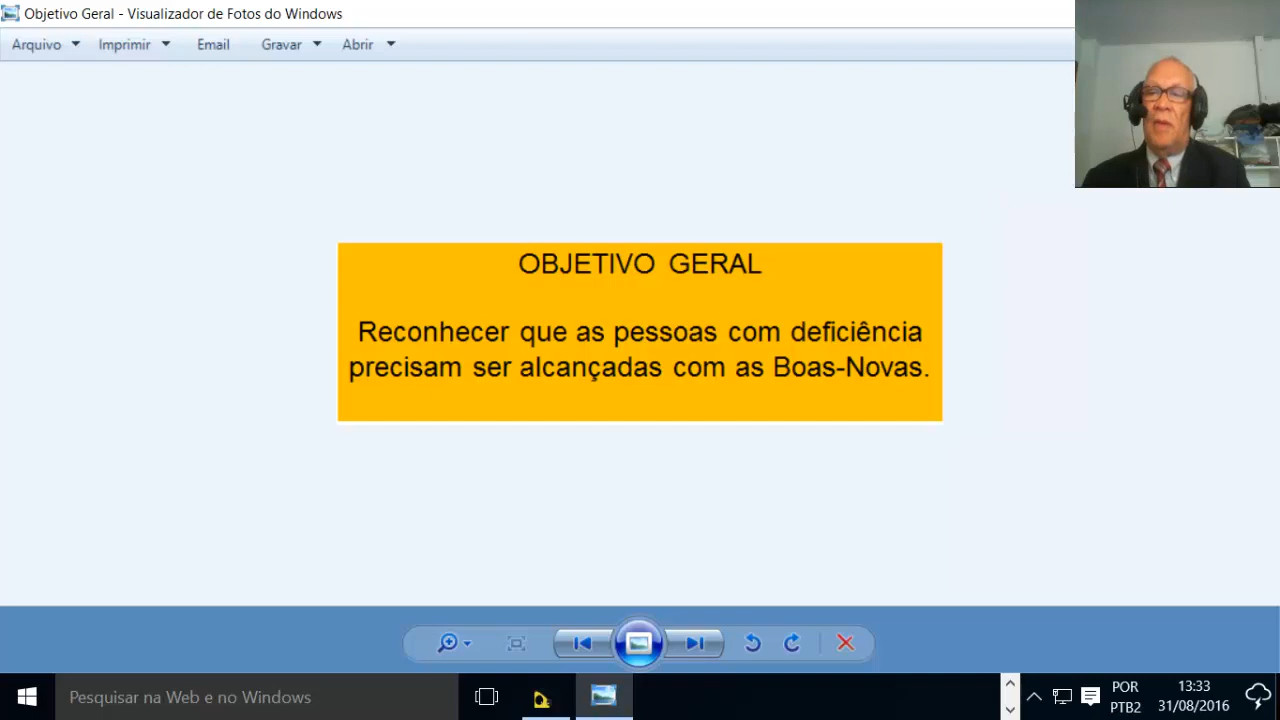 Objetivo Geral - Visualizador de Fotos do Windows
Arquivo Imprimir Email Gravar Abrir
OBJETIVO GERAL
Reconhecer que as pessoas com deficiência
precisam ser alcançadas com as Boas-Novas.
Pesquisar na Web e no Windows
POR
PTB2
13:33
31/08/2016